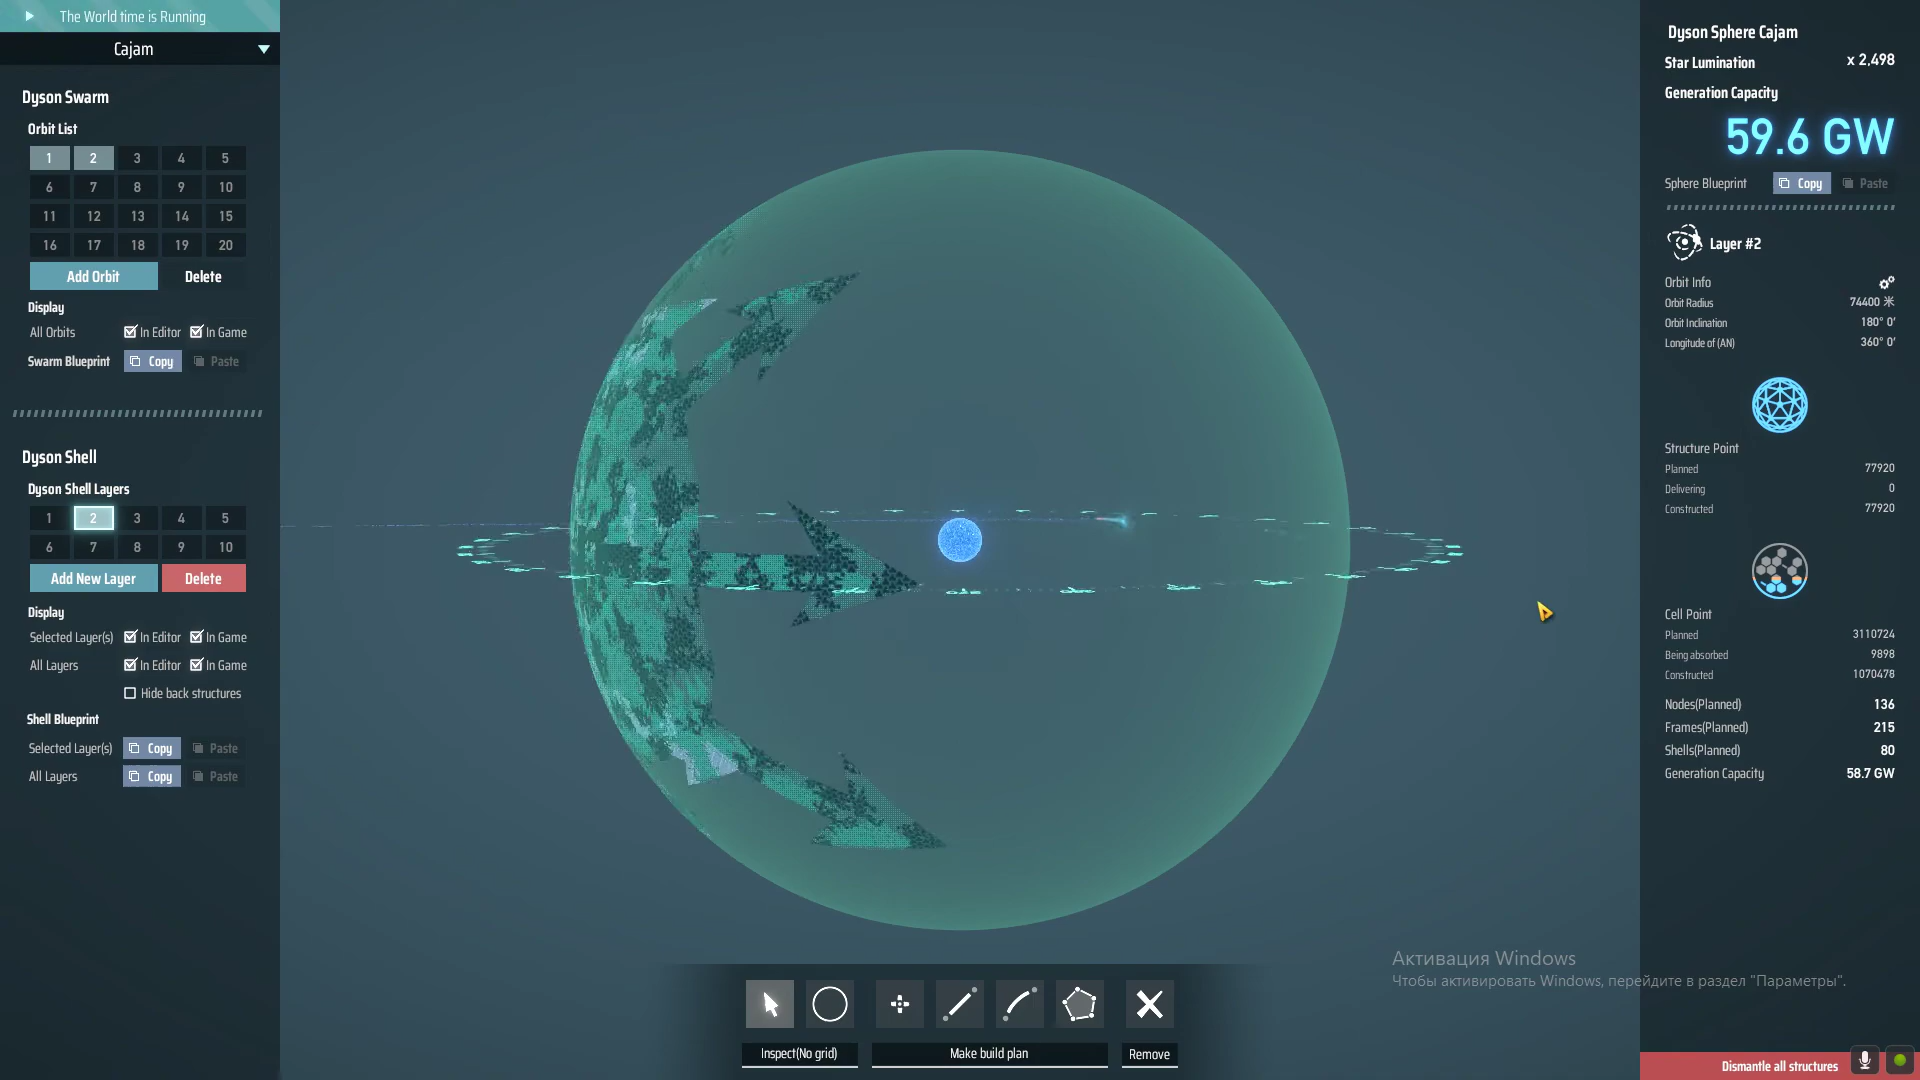 The World time is Running
Cajam
Dyson Swarm
Orbit List
1 2 3 4 5
6 7 8 9 10
11 12 13 14 15
16 17 18 19 20
Add Orbit Delete
Display
All Orbits In Editor In Game
Swarm Blueprint Copy Paste
Dyson Shell
Dyson Shell Layers
1 2 3 4 5
6 7 8 9 10
Add New Layer Delete
Display
Selected Layer(s) In Editor In Game
All Layers In Editor In Game
Hide back structures
Shell Blueprint
Selected Layer(s) Copy Paste
All Layers Copy Paste
Inspect(No grid) Make build plan Remove
Dyson Sphere Cajam
Star Lumination x 2,498
Generation Capacity
59.6 GW
Sphere Blueprint Copy Paste
Layer #2
Orbit Info
Orbit Radius 74400 米
Orbit Inclination 180° 0'
Longitude of (AN) 360° 0'
Structure Point
Planned 77920
Delivering 0
Constructed 77920
Cell Point
Planned 3110724
Being absorbed 9898
Constructed 1070478
Nodes(Planned) 136
Frames(Planned) 215
Shells(Planned) 80
Generation Capacity 58.7 GW
Активация Windows
Чтобы активировать Windows, перейдите в раздел "Параметры".
Dismantle all structures